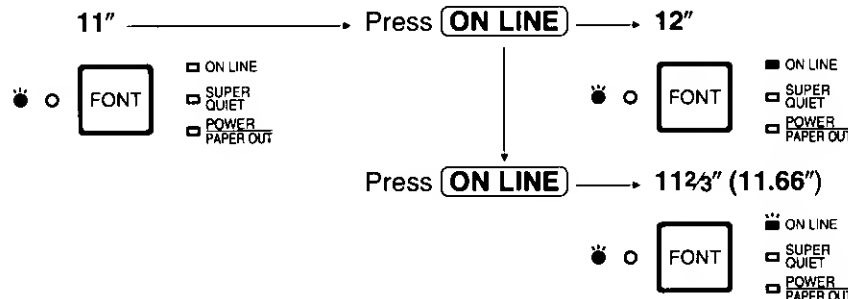 11″ Press ON LINE 12″
FONT
ON LINE
SUPER
QUIET
POWER
PAPER OUT
FONT
ON LINE
SUPER
QUIET
POWER
PAPER OUT
Press ON LINE 11⅔″ (11.66″)
FONT
ON LINE
SUPER
QUIET
POWER
PAPER OUT